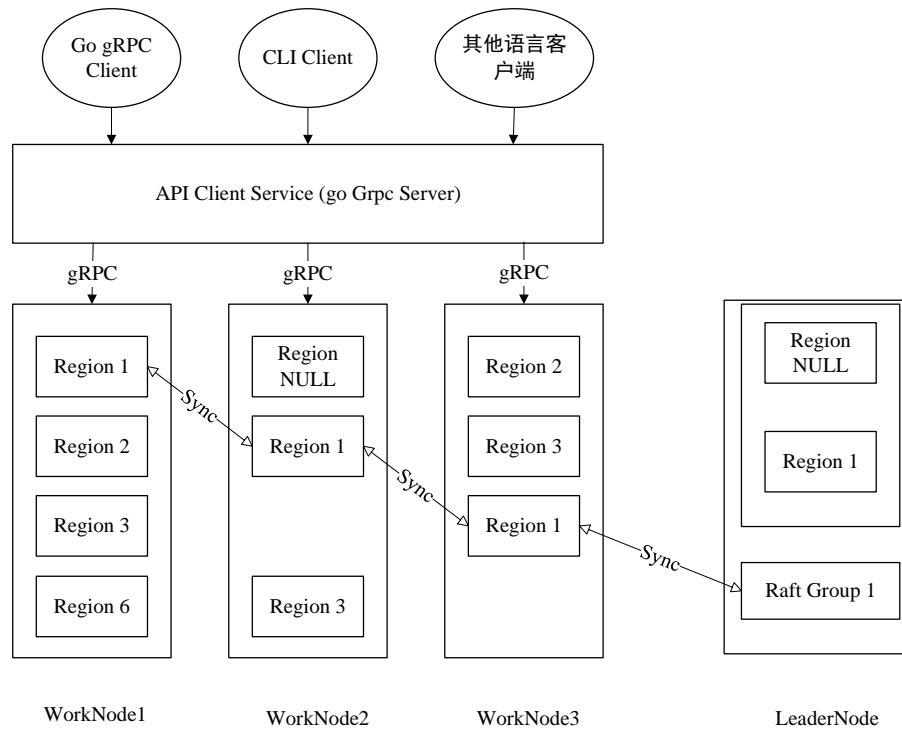 Go gRPC
Client
CLI Client
其他语言客
户端
API Client Service (go Grpc Server)
gRPC
gRPC
gRPC
Region 1
Region 2
Region 3
Region 6
Sync
Region
NULL
Region 1
Region 3
Sync
Region 2
Region 3
Region 1
Sync
Region
NULL
Region 1
Raft Group 1
WorkNode1
WorkNode2
WorkNode3
LeaderNode